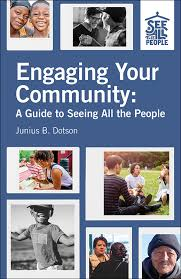 SEE
ALL THE
PEOPLE
Engaging Your
Community:
A Guide to Seeing All the People
Junius B. Dotson